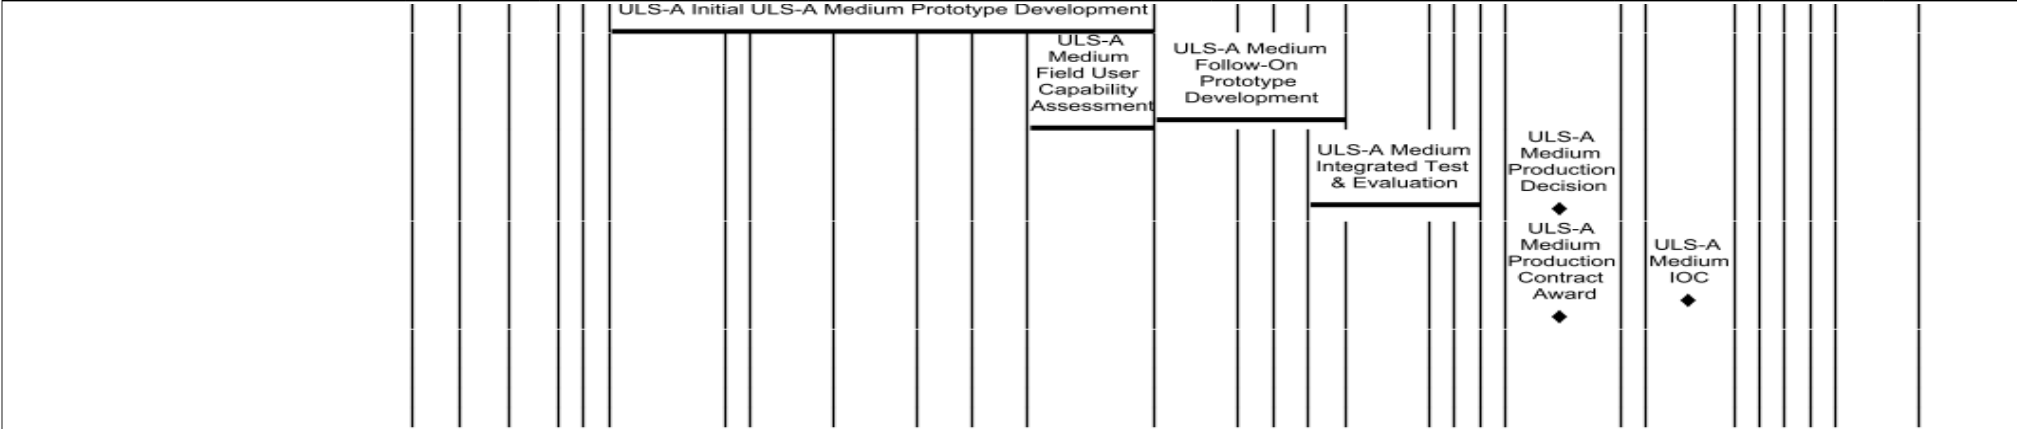 ULS-A Initial ULS-A Medium Prototype Development
ULS-A
Medium
Field User
Capability
Assessment
ULS-A Medium
Follow-On
Prototype
Development
ULS-A Medium
Integrated Test
& Evaluation
ULS-A
Medium
Production
Decision
ULS-A
Medium
Production
Contract
Award
ULS-A
Medium
IOC